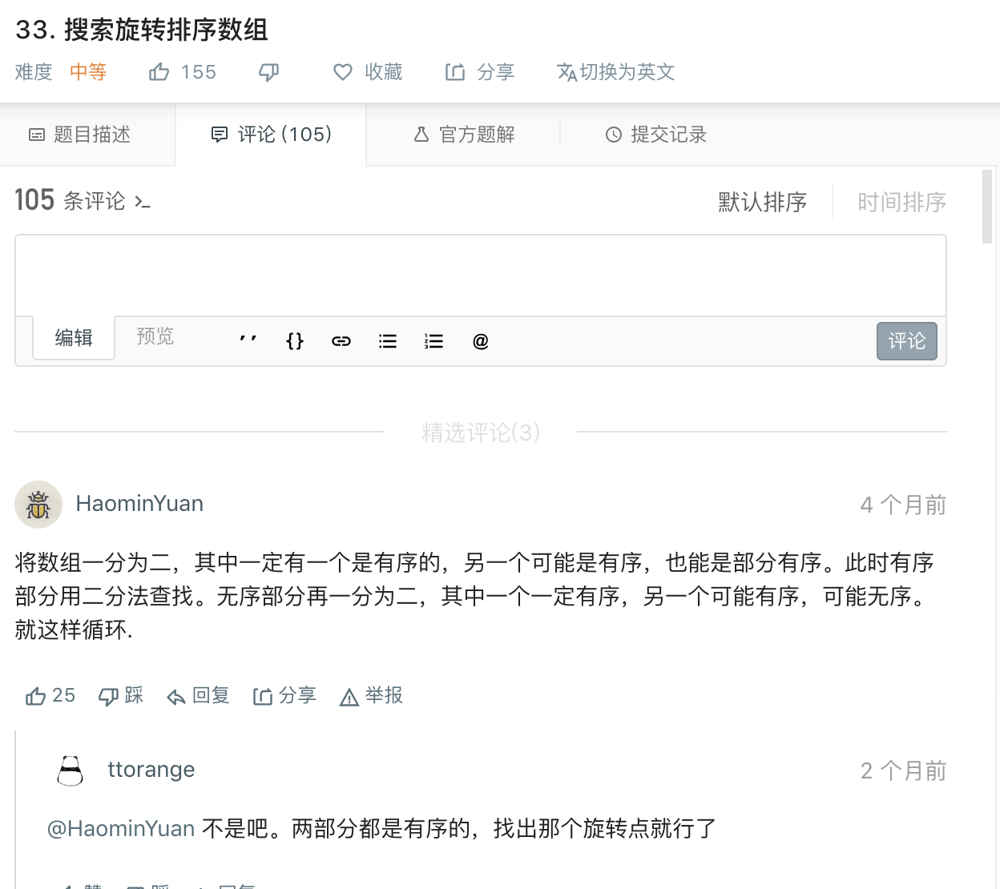 33. 搜索旋转排序数组
难度 中等 155 收藏 分享 切换为英文
题目描述 评论 (105) 官方题解 提交记录
105 条评论 >_ 默认排序 时间排序
编辑 预览 ,, {} @ 评论
精选评论(3)
HaominYuan 4 个月前
将数组一分为二，其中一定有一个是有序的，另一个可能是有序，也能是部分有序。此时有序
部分用二分法查找。无序部分再一分为二，其中一个一定有序，另一个可能有序，可能无序。
就这样循环.
25 踩 回复 分享 举报
ttorange 2 个月前
@HaominYuan 不是吧。两部分都是有序的，找出那个旋转点就行了